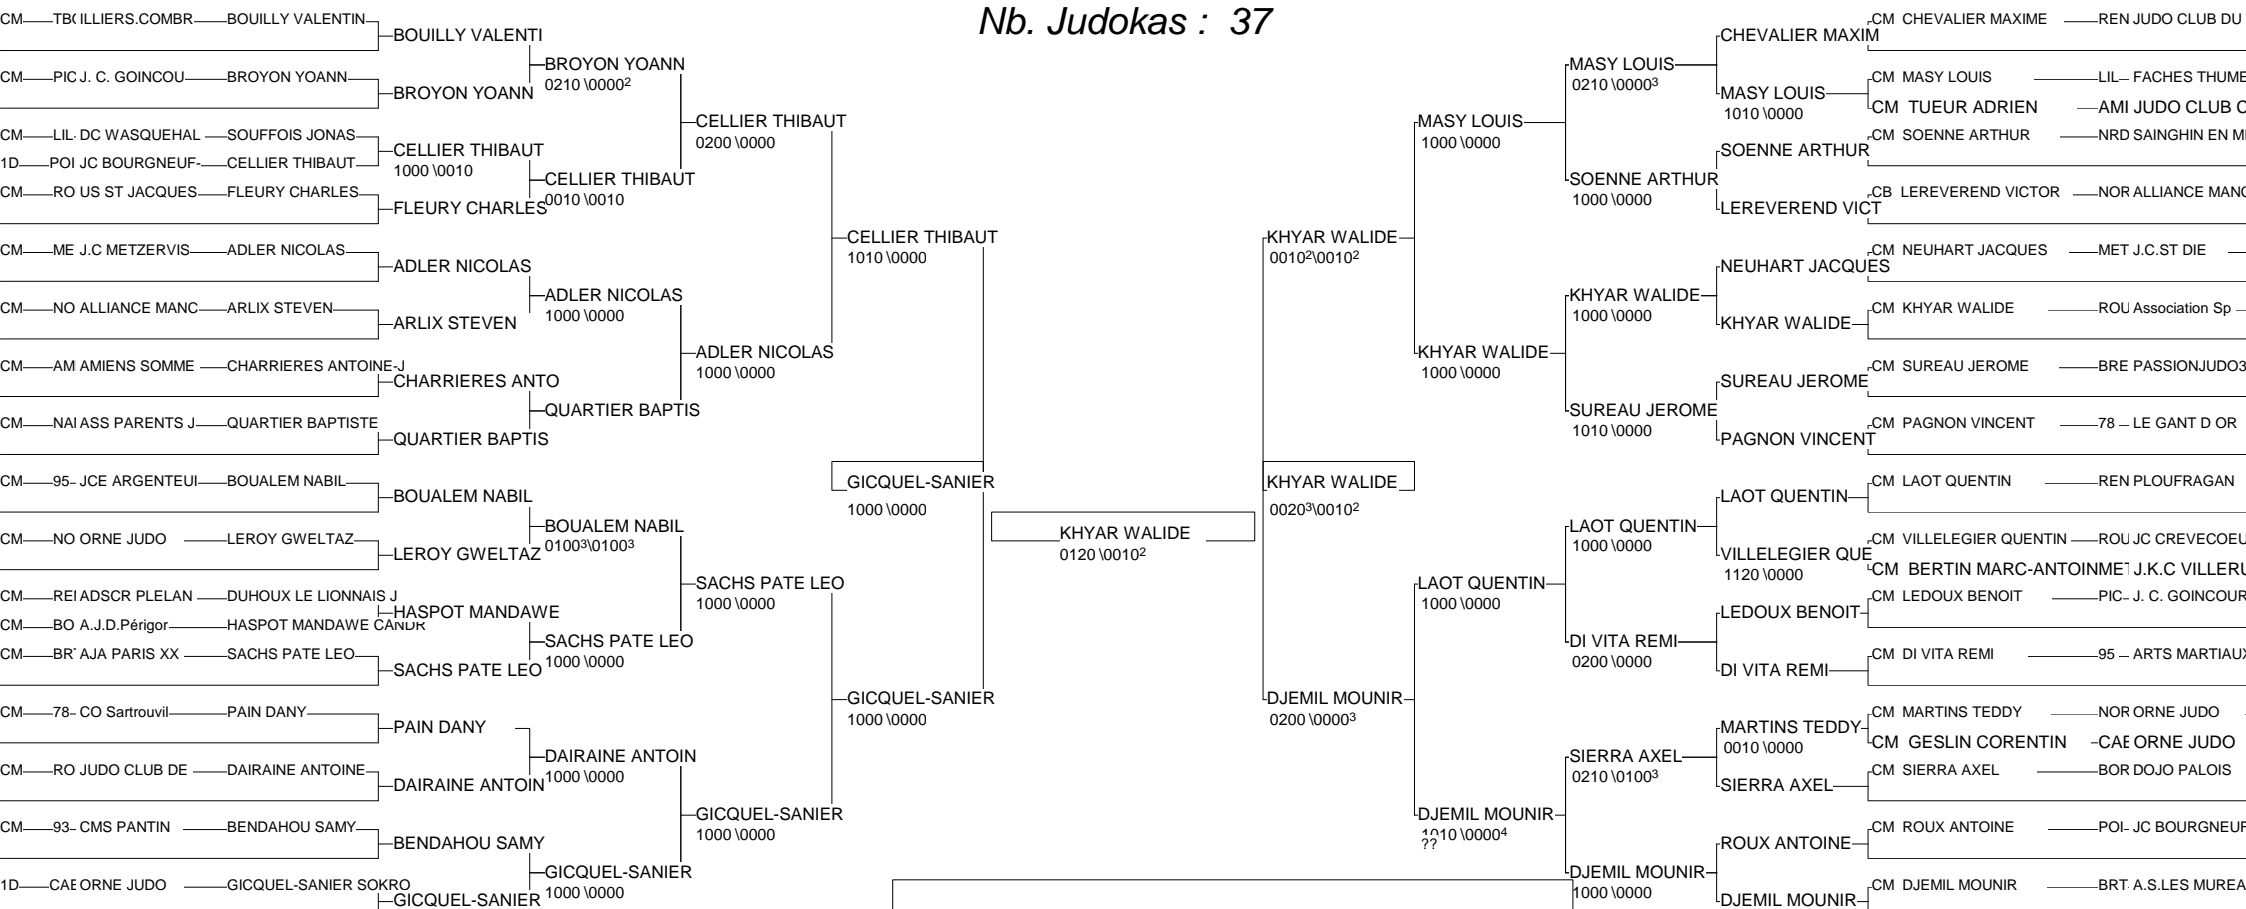 Nb. Judokas : 37
CM TB( ILLIERS.COMBR BOUILLY VALENTIN
CM PIC J. C. GOINCOU BROYON YOANN
CM LIL DC WASQUEHAL SOUFFOIS JONAS
1D POI JC BOURGNEUF- CELLIER THIBAUT
CM RO US ST JACQUES FLEURY CHARLES
CM ME J.C METZERVIS ADLER NICOLAS
CM NO ALLIANCE MANC ARLIX STEVEN
CM AM AMIENS SOMME CHARRIERES ANTOINE-J
CM NAI ASS PARENTS J QUARTIER BAPTISTE
CM 95 JCE ARGENTEUI BOUALEM NABIL
CM NO ORNE JUDO LEROY GWELTAZ
CM REI ADSCR PLELAN DUHOUX LE LIONNAIS J
CM BO A.J.D.Périgor HASPOT MANDAWE CANDR
CM BRT AJA PARIS XX SACHS PATE LEO
CM 78 CO Sartrouvil PAIN DANY
CM RO JUDO CLUB DE DAIRAINE ANTOINE
CM 93 CMS PANTIN BENDAHOU SAMY
1D CAE ORNE JUDO GICQUEL-SANIER SOKRO
BOUILLY VALENTI
BROYON YOANN
CELLIER THIBAUT
1000 \0010
FLEURY CHARLES
ADLER NICOLAS
ARLIX STEVEN
CHARRIERES ANTO
QUARTIER BAPTIS
BOUALEM NABIL
LEROY GWELTAZ
HASPOT MANDAWE
SACHS PATE LEO
PAIN DANY
DAIRAINE ANTOIN
BENDAHOU SAMY
GICQUEL-SANIER
BROYON YOANN
0210 \0000²
CELLIER THIBAUT
0010 \0010
ADLER NICOLAS
1000 \0000
QUARTIER BAPTIS
BOUALEM NABIL
0100³\0100³
SACHS PATE LEO
1000 \0000
DAIRAINE ANTOIN
1000 \0000
GICQUEL-SANIER
1000 \0000
CELLIER THIBAUT
0200 \0000
ADLER NICOLAS
1000 \0000
SACHS PATE LEO
1000 \0000
GICQUEL-SANIER
1000 \0000
CELLIER THIBAUT
1010 \0000
GICQUEL-SANIER
1000 \0000
GICQUEL-SANIER
1000 \0000
KHYAR WALIDE
0120 \0010²
KHYAR WALIDE
0010²\0010²
KHYAR WALIDE
0020³\0010²
DJEMIL MOUNIR
0200 \0000³
MASY LOUIS
1000 \0000
KHYAR WALIDE
1000 \0000
LAOT QUENTIN
1000 \0000
DJEMIL MOUNIR
1010 \0000⁴
??
MASY LOUIS
0210 \0000³
SOENNE ARTHUR
1000 \0000
KHYAR WALIDE
1000 \0000
SUREAU JEROME
1010 \0000
LAOT QUENTIN
1000 \0000
DI VITA REMI
0200 \0000
SIERRA AXEL
0210 \0100³
DJEMIL MOUNIR
1000 \0000
CHEVALIER MAXIM
MASY LOUIS
1010 \0000
SOENNE ARTHUR
LEREVEREND VICT
NEUHART JACQUES
KHYAR WALIDE
SUREAU JEROME
PAGNON VINCENT
LAOT QUENTIN
VILLELEGIER QUE
1120 \0000
LEDOUX BENOIT
DI VITA REMI
MARTINS TEDDY
0010 \0000
SIERRA AXEL
ROUX ANTOINE
DJEMIL MOUNIR
CM CHEVALIER MAXIME REN JUDO CLUB DU
CM MASY LOUIS LIL FACHES THUME
CM TUEUR ADRIEN AMI JUDO CLUB C
CM SOENNE ARTHUR NRD SAINGHIN EN M
CB LEREVEREND VICTOR NOR ALLIANCE MANC
CM NEUHART JACQUES MET J.C.ST DIE
CM KHYAR WALIDE ROU Association Sp
CM SUREAU JEROME BRE PASSIONJUDO3
CM PAGNON VINCENT 78 LE GANT D OR
CM LAOT QUENTIN REN PLOUFRAGAN
CM VILLELEGIER QUENTIN ROU JC CREVECOEU
CM BERTIN MARC-ANTOIN MET J.K.C VILLERU
CM LEDOUX BENOIT PIC J. C. GOINCOUR
CM DI VITA REMI 95 ARTS MARTIAUX
CM MARTINS TEDDY NOR ORNE JUDO
CM GESLIN CORENTIN CAE ORNE JUDO
CM SIERRA AXEL BOR DOJO PALOIS
CM ROUX ANTOINE POI JC BOURGNEUF
CM DJEMIL MOUNIR BRT A.S.LES MUREA